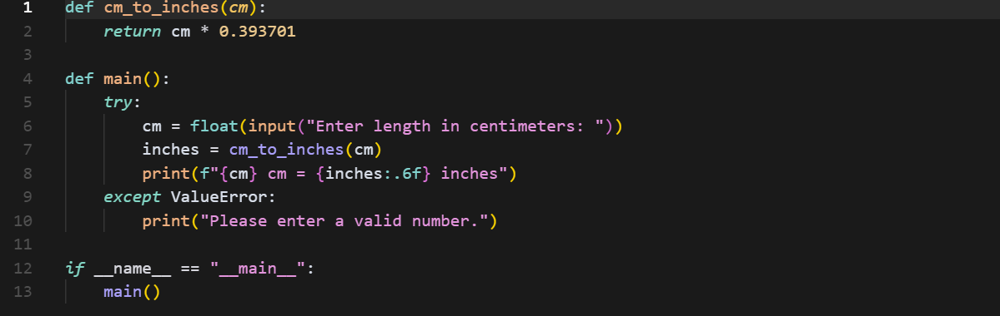 1 def cm_to_inches(cm):
2     return cm * 0.393701
3
4 def main():
5     try:
6         cm = float(input("Enter length in centimeters: "))
7         inches = cm_to_inches(cm)
8         print(f"{cm} cm = {inches:.6f} inches")
9     except ValueError:
10         print("Please enter a valid number.")
11
12 if __name__ == "__main__":
13     main()